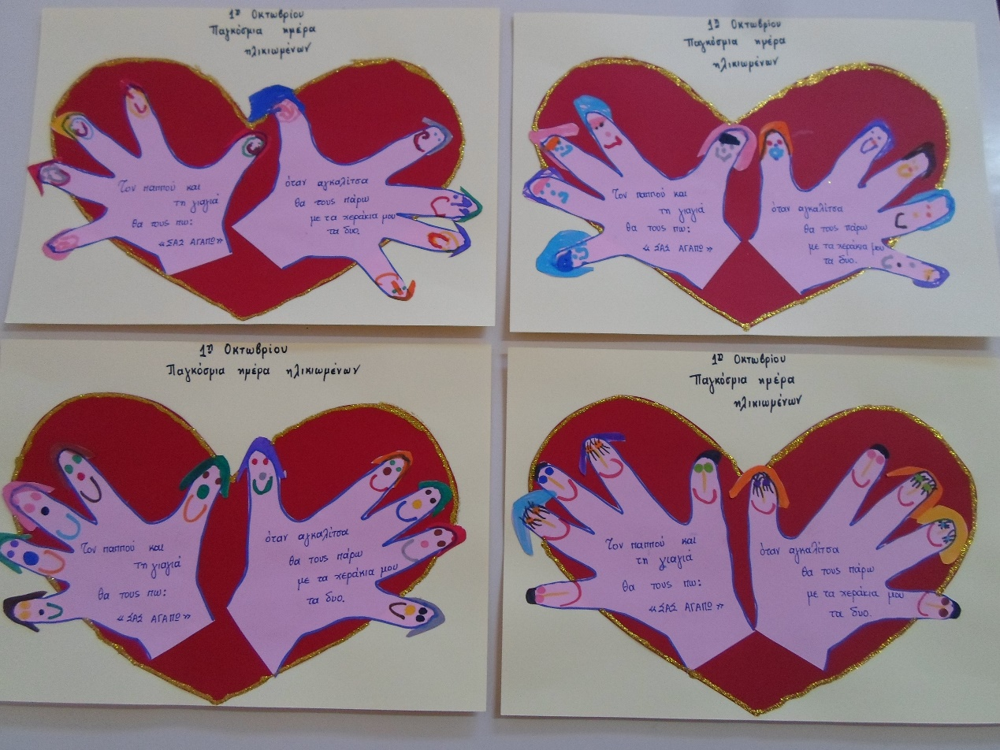 1η Οκτωβρίου
Παγκόσμια ημέρα
ηλικιωμένων
Τον παππού και
τη γιαγιά
θα τους πω:
«ΣΑΣ ΑΓΑΠΩ»
όταν αγκαλίτσα
θα τους πάρω
με τα χεράκια μου
τα δυο.
1η Οκτωβρίου
Παγκόσμια ημέρα
ηλικιωμένων
Τον παππού και
τη γιαγιά
θα τους πω:
«ΣΑΣ ΑΓΑΠΩ»
όταν αγκαλίτσα
θα τους πάρω
με τα χεράκια μου
τα δυο.
1η Οκτωβρίου
Παγκόσμια ημέρα ηλικιωμένων
Τον παππού και
τη γιαγιά
θα τους πω:
«ΣΑΣ ΑΓΑΠΩ»
όταν αγκαλίτσα
θα τους πάρω
με τα χεράκια μου
τα δυο.
1η Οκτωβρίου
Παγκόσμια ημέρα
ηλικιωμένων
Τον παππού και
τη γιαγιά
θα τους πω:
«ΣΑΣ ΑΓΑΠΩ»
όταν αγκαλίτσα
θα τους πάρω
με τα χεράκια μου
τα δυο.